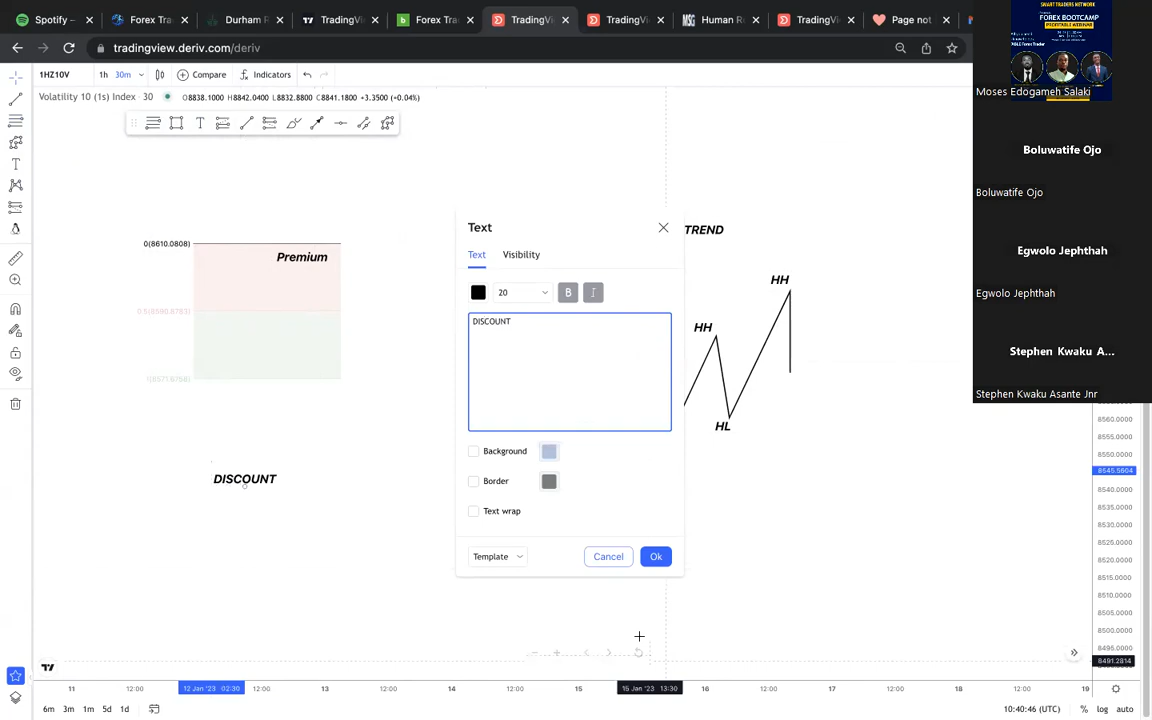 Spotify –
Forex Tra
Durham R
TradingV
Forex Tra
TradingVi
TradingVi
Human Re
TradingVi
Page not
tradingview.deriv.com/deriv
1HZ10V
1h
30m
Compare
Indicators
Volatility 10 (1s) Index 30
O8838.1000 H8842.0400 L8832.8800 C8841.1800 +3.3500 (+0.04%)
SMART TRADERS NETWORK
FOREX BOOTCAMP
PROFITABLE WEBINAR
Moses Edogameh Salaki
Boluwatife Ojo
Boluwatife Ojo
Egwolo Jephthah
Egwolo Jephthah
Stephen Kwaku A...
Stephen Kwaku Asante Jnr
0(8610.0808)
Premium
DISCOUNT
Text
Text
Visibility
20
B
I
DISCOUNT
Background
Border
Text wrap
Template
Cancel
Ok
TREND
HH
HH
HL
8560.0000
8555.0000
8550.0000
8545.5604
8540.0000
8535.0000
8530.0000
8525.0000
8520.0000
8515.0000
8510.0000
8505.0000
8500.0000
8495.0000
8491.2814
11
12:00
12 Jan '23 02:30
12:00
13
12:00
14
12:00
15
15 Jan '23 13:30
16
12:00
17
12:00
18
12:00
19
6m
3m
1m
5d
1d
10:40:46 (UTC)
%
log
auto